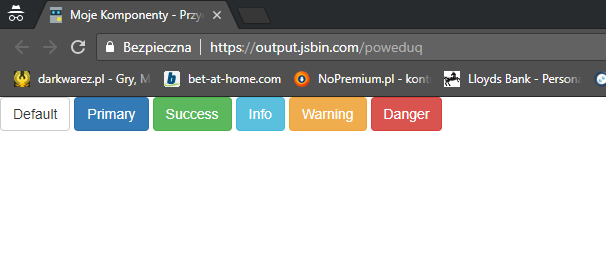 Moje Komponenty - Przy
Bezpieczna https://output.jsbin.com/poweduq
darkwarez.pl - Gry, M bet-at-home.com NoPremium.pl - kont Lloyds Bank - Persona
Default Primary Success Info Warning Danger